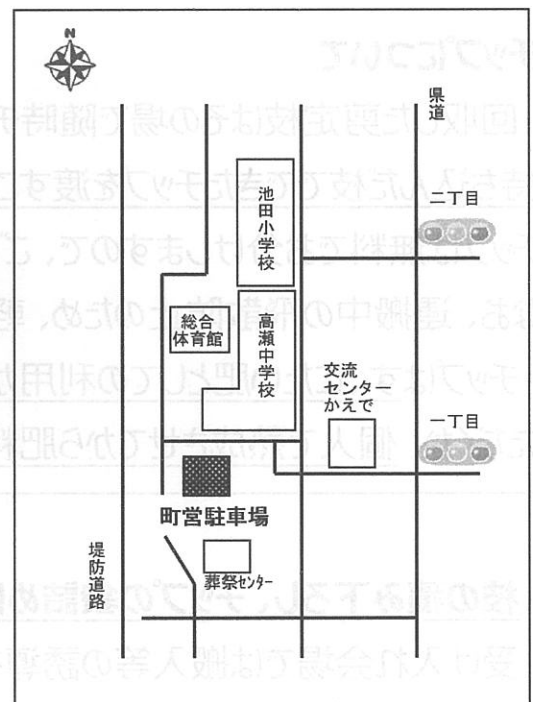 N
県道
二丁目
池田小学校
総合
体育館
高瀬中学校
交流
センター
かえで
一丁目
町営駐車場
堤防道路
葬祭センター